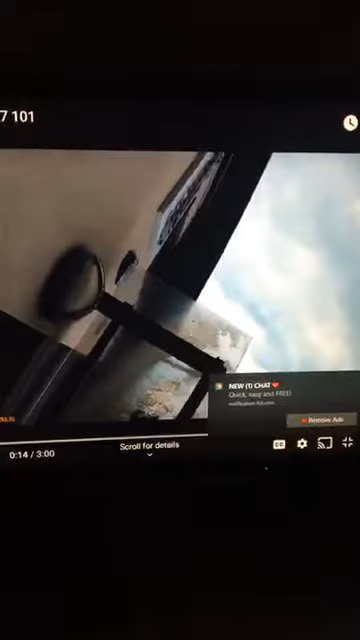 7 101
NEW (1) CHAT❤
Quick, easy and FREE!
Remove Ads
0:14 / 3:00
Scroll for details
CC